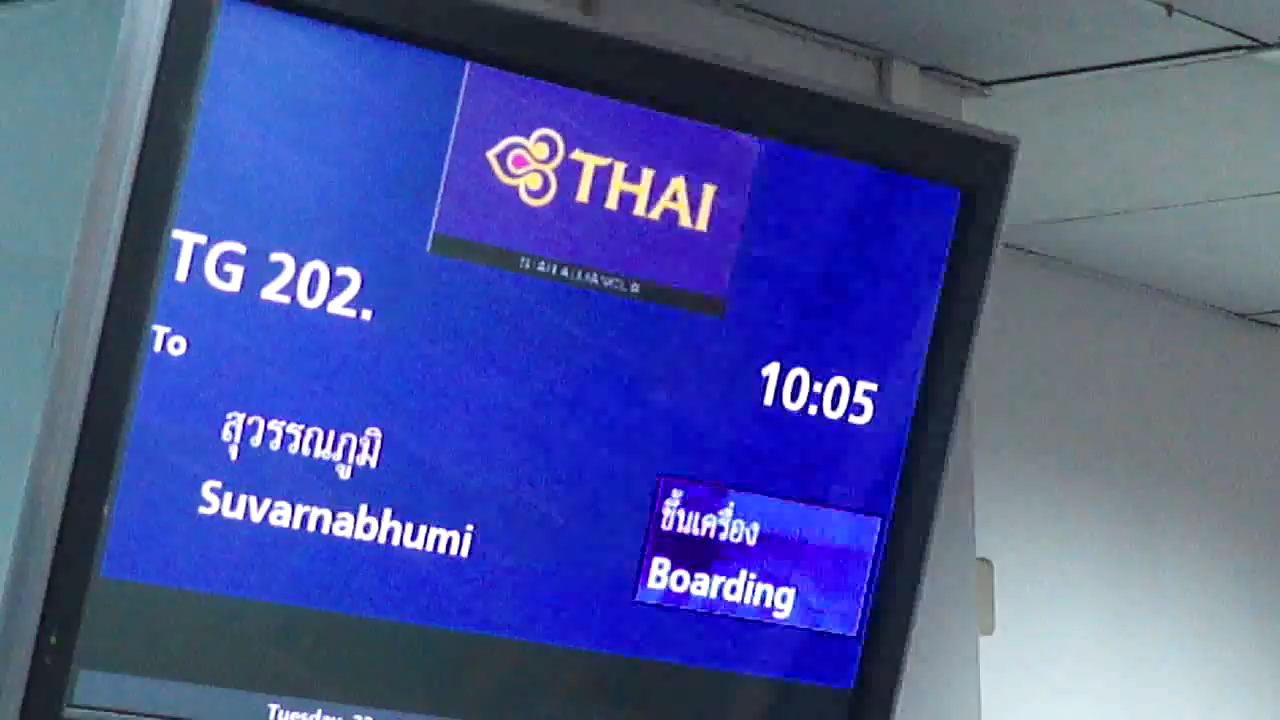 THAI
TG 202.
To
10:05
สุวรรณภูมิ
Suvarnabhumi
ขึ้นเครื่อง
Boarding
Tuesday,